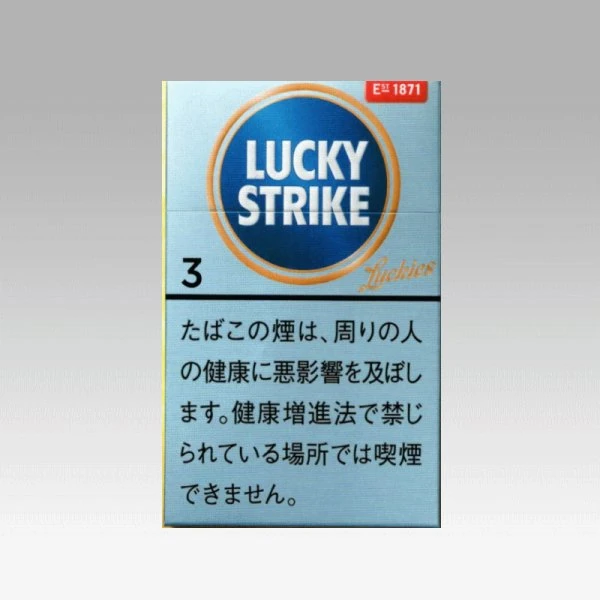 EST 1871
LUCKY
STRIKE
3
Luckies
たばこの煙は、周りの人
の健康に悪影響を及ぼし
ます。健康増進法で禁じ
られている場所では喫煙
できません。